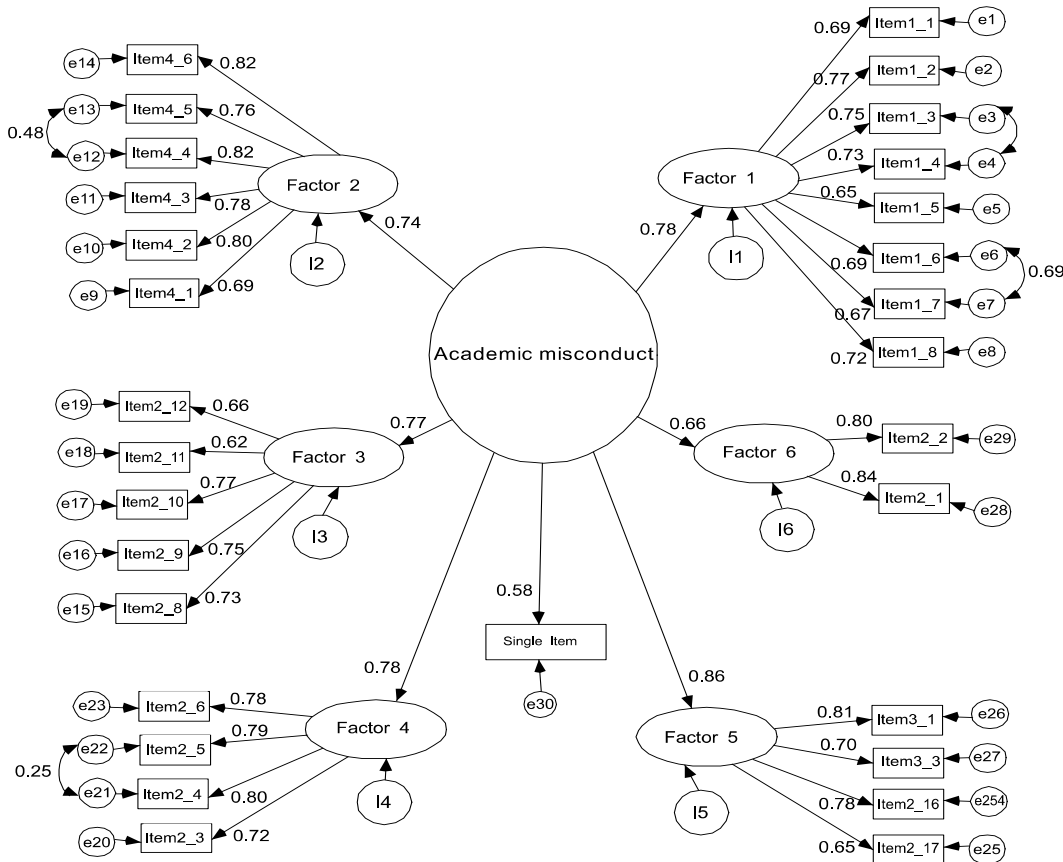 e14
Item4_6
0.82
e13
Item4_5
0.76
0.48
e12
Item4_4
0.82
e11
Item4_3
0.78
e10
Item4_2
0.80
e9
Item4_1
0.69
Factor 2
I2
0.74
0.69
Item1_1
e1
0.77
Item1_2
e2
0.75
Item1_3
e3
0.73
Item1_4
e4
0.65
Item1_5
e5
Item1_6
e6
0.69
0.69
Item1_7
e7
0.67
0.72
Item1_8
e8
Factor 1
I1
0.78
Academic misconduct
e19
Item2_12
0.66
e18
Item2_11
0.62
e17
Item2_10
0.77
e16
Item2_9
0.75
e15
Item2_8
0.73
Factor 3
I3
0.77
0.66
Factor 6
I6
0.80
Item2_2
e29
0.84
Item2_1
e28
0.58
Single Item
e30
0.78
e23
Item2_6
0.78
e22
Item2_5
0.79
0.25
e21
Item2_4
0.80
e20
Item2_3
0.72
Factor 4
I4
0.86
Factor 5
I5
0.81
Item3_1
e26
0.70
Item3_3
e27
0.78
Item2_16
e254
0.65
Item2_17
e25